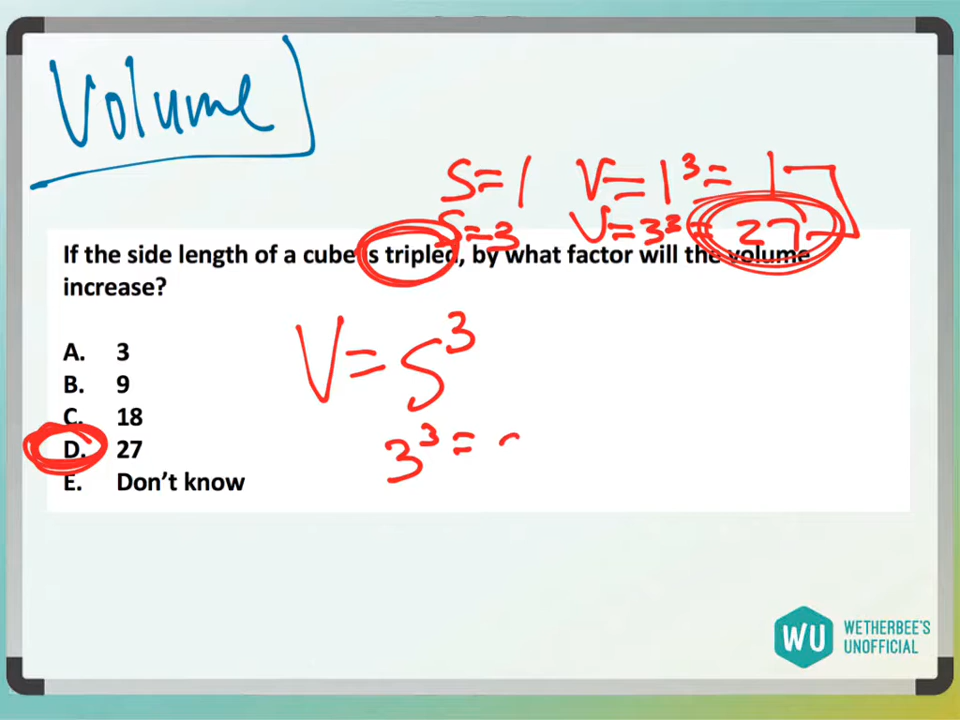 Volume
S=1 V=1³=1
S=3 V=3³=27
If the side length of a cube is tripled, by what factor will the volume
increase?
V=S³
A. 3
B. 9
C. 18
D. 27
3³=
E. Don't know
WU WETHERBEE'S
UNOFFICIAL